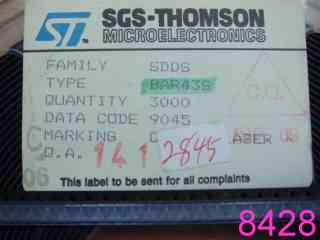 SGS-THOMSON
MICROELECTRONICS
FAMILY SDDS
TYPE BAR43S
QUANTITY 3000
DATA CODE 9045
MARKING
Q.A. 141 2845
06
This label to be sent for all complaints
8428